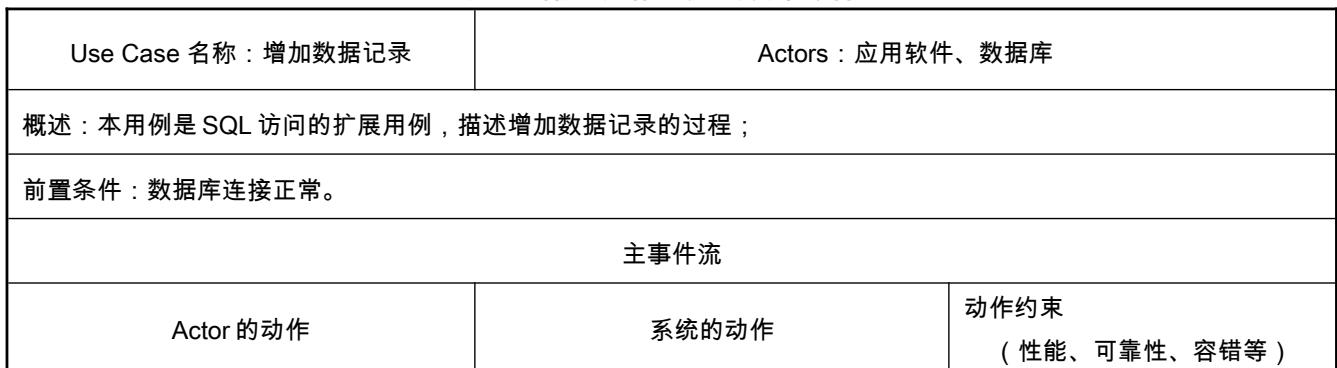 Use Case 名称：增加数据记录
Actors：应用软件、数据库
概述：本用例是 SQL 访问的扩展用例，描述增加数据记录的过程；
前置条件：数据库连接正常。
主事件流
Actor 的动作
系统的动作
动作约束
（性能、可靠性、容错等）